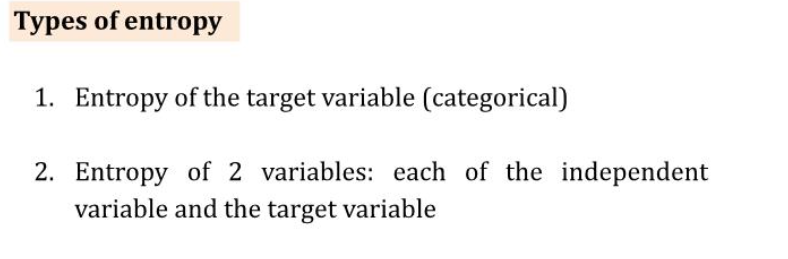 Types of entropy
1. Entropy of the target variable (categorical)
2. Entropy of 2 variables: each of the independent
variable and the target variable